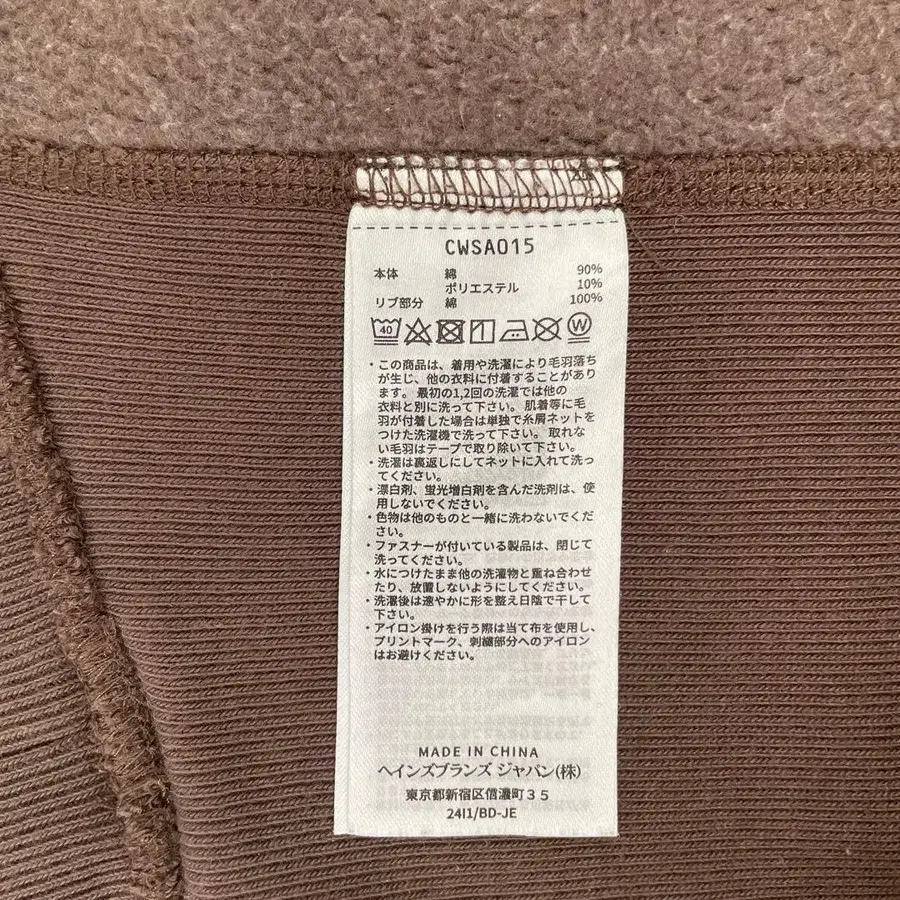 CWSA015
本体 綿 90%
ポリエステル 10%
リブ部分 綿 100%
40 W
・この商品は、着用や洗濯により毛羽落ち
が生じ、他の衣料に付着することがあり
ます。最初の1,2回の洗濯では他の
衣料と別に洗って下さい。肌着等に毛
羽が付着した場合は単独で糸屑ネットを
つけた洗濯機で洗って下さい。取れな
い毛羽はテープで取り除いて下さい。
・洗濯は裏返しにしてネットに入れて洗っ
てください。
・漂白剤、蛍光増白剤を含んだ洗剤は、使
用しないでください。
・色物は他のものと一緒に洗わないでくだ
さい。
・ファスナーが付いている製品は、閉じて
洗ってください。
・水につけたまま他の洗濯物と重ね合わせ
たり、放置しないようにしてください。
・洗濯後は速やかに形を整え日陰で干して
下さい。
・アイロン掛けを行う際は当て布を使用し、
プリントマーク、刺繍部分へのアイロン
はお避けください。
MADE IN CHINA
ヘインズブランズ ジャパン(株)
東京都新宿区信濃町35
24I1/BD-JE